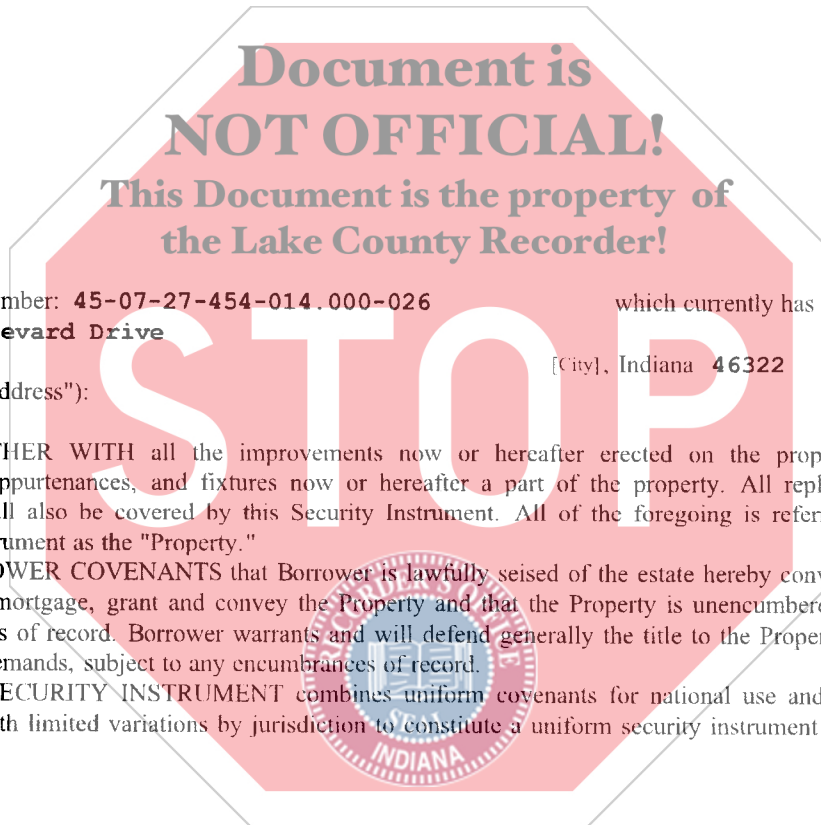 Document is
NOT OFFICIAL!
This Document is the property of
the Lake County Recorder!
mber: 45-07-27-454-014.000-026 which currently has
evard Drive
[City], Indiana 46322
ddress"):
STOP
HER WITH all the improvements now or hereafter erected on the prop
ppurtenances, and fixtures now or hereafter a part of the property. All repl
ll also be covered by this Security Instrument. All of the foregoing is referr
rument as the "Property."
OWER COVENANTS that Borrower is lawfully seised of the estate hereby conv
mortgage, grant and convey the Property and that the Property is unencumbere
s of record. Borrower warrants and will defend generally the title to the Proper
emands, subject to any encumbrances of record.
ECURITY INSTRUMENT combines uniform covenants for national use and
th limited variations by jurisdiction to constitute a uniform security instrument
RECORDER'S OFFICE
SEAL
INDIANA